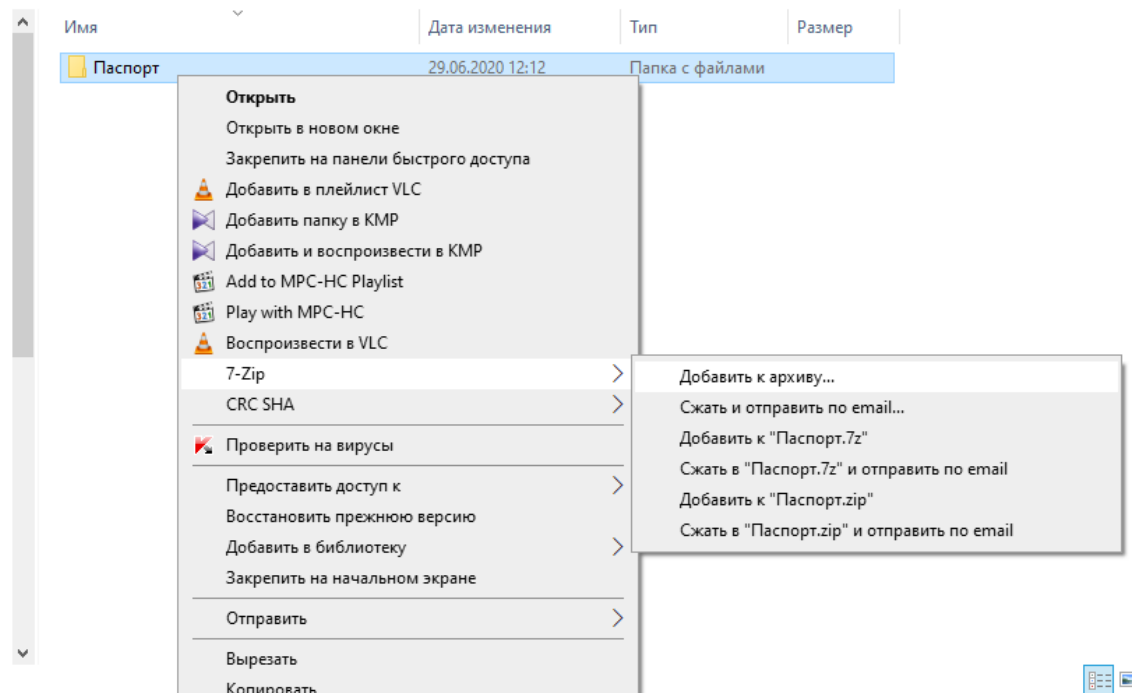 Имя Дата изменения Тип Размер
Паспорт 29.06.2020 12:12 Папка с файлами
Открыть
Открыть в новом окне
Закрепить на панели быстрого доступа
Добавить в плейлист VLC
Добавить папку в KMP
Добавить и воспроизвести в KMP
Add to MPC-HC Playlist
Play with MPC-HC
Воспроизвести в VLC
7-Zip
CRC SHA
Проверить на вирусы
Предоставить доступ к
Восстановить прежнюю версию
Добавить в библиотеку
Закрепить на начальном экране
Отправить
Вырезать
Копировать
Добавить к архиву...
Сжать и отправить по email...
Добавить к "Паспорт.7z"
Сжать в "Паспорт.7z" и отправить по email
Добавить к "Паспорт.zip"
Сжать в "Паспорт.zip" и отправить по email